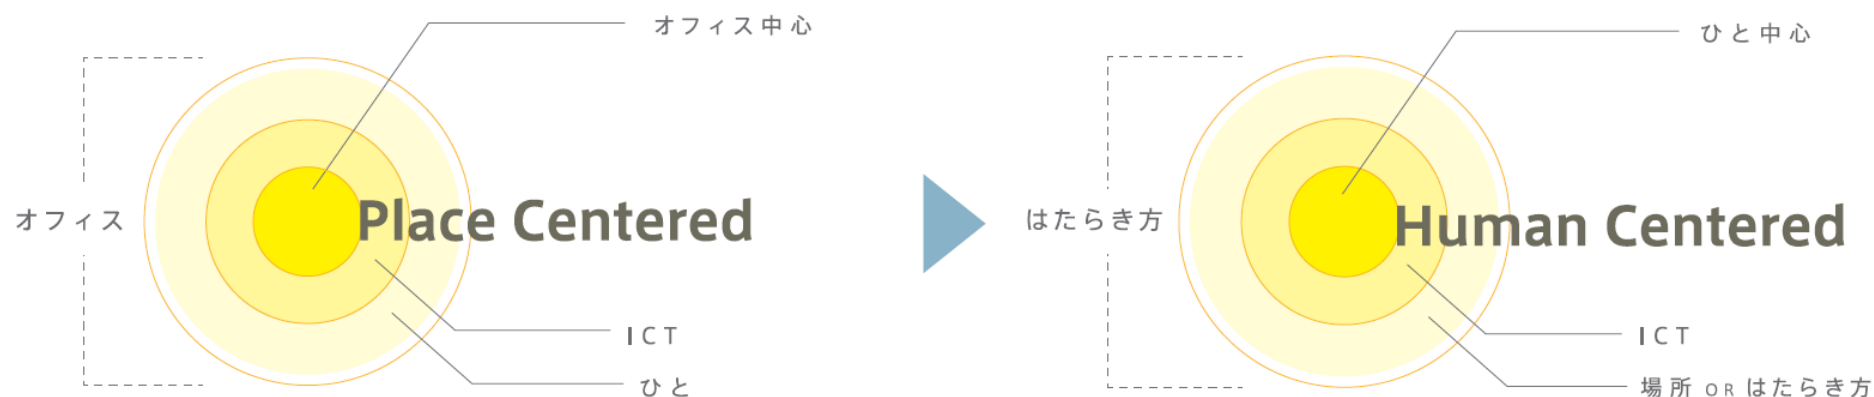 オフィス中心
オフィス
Place Centered
ICT
ひと
ひと中心
はたらき方
Human Centered
ICT
場所 OR はたらき方